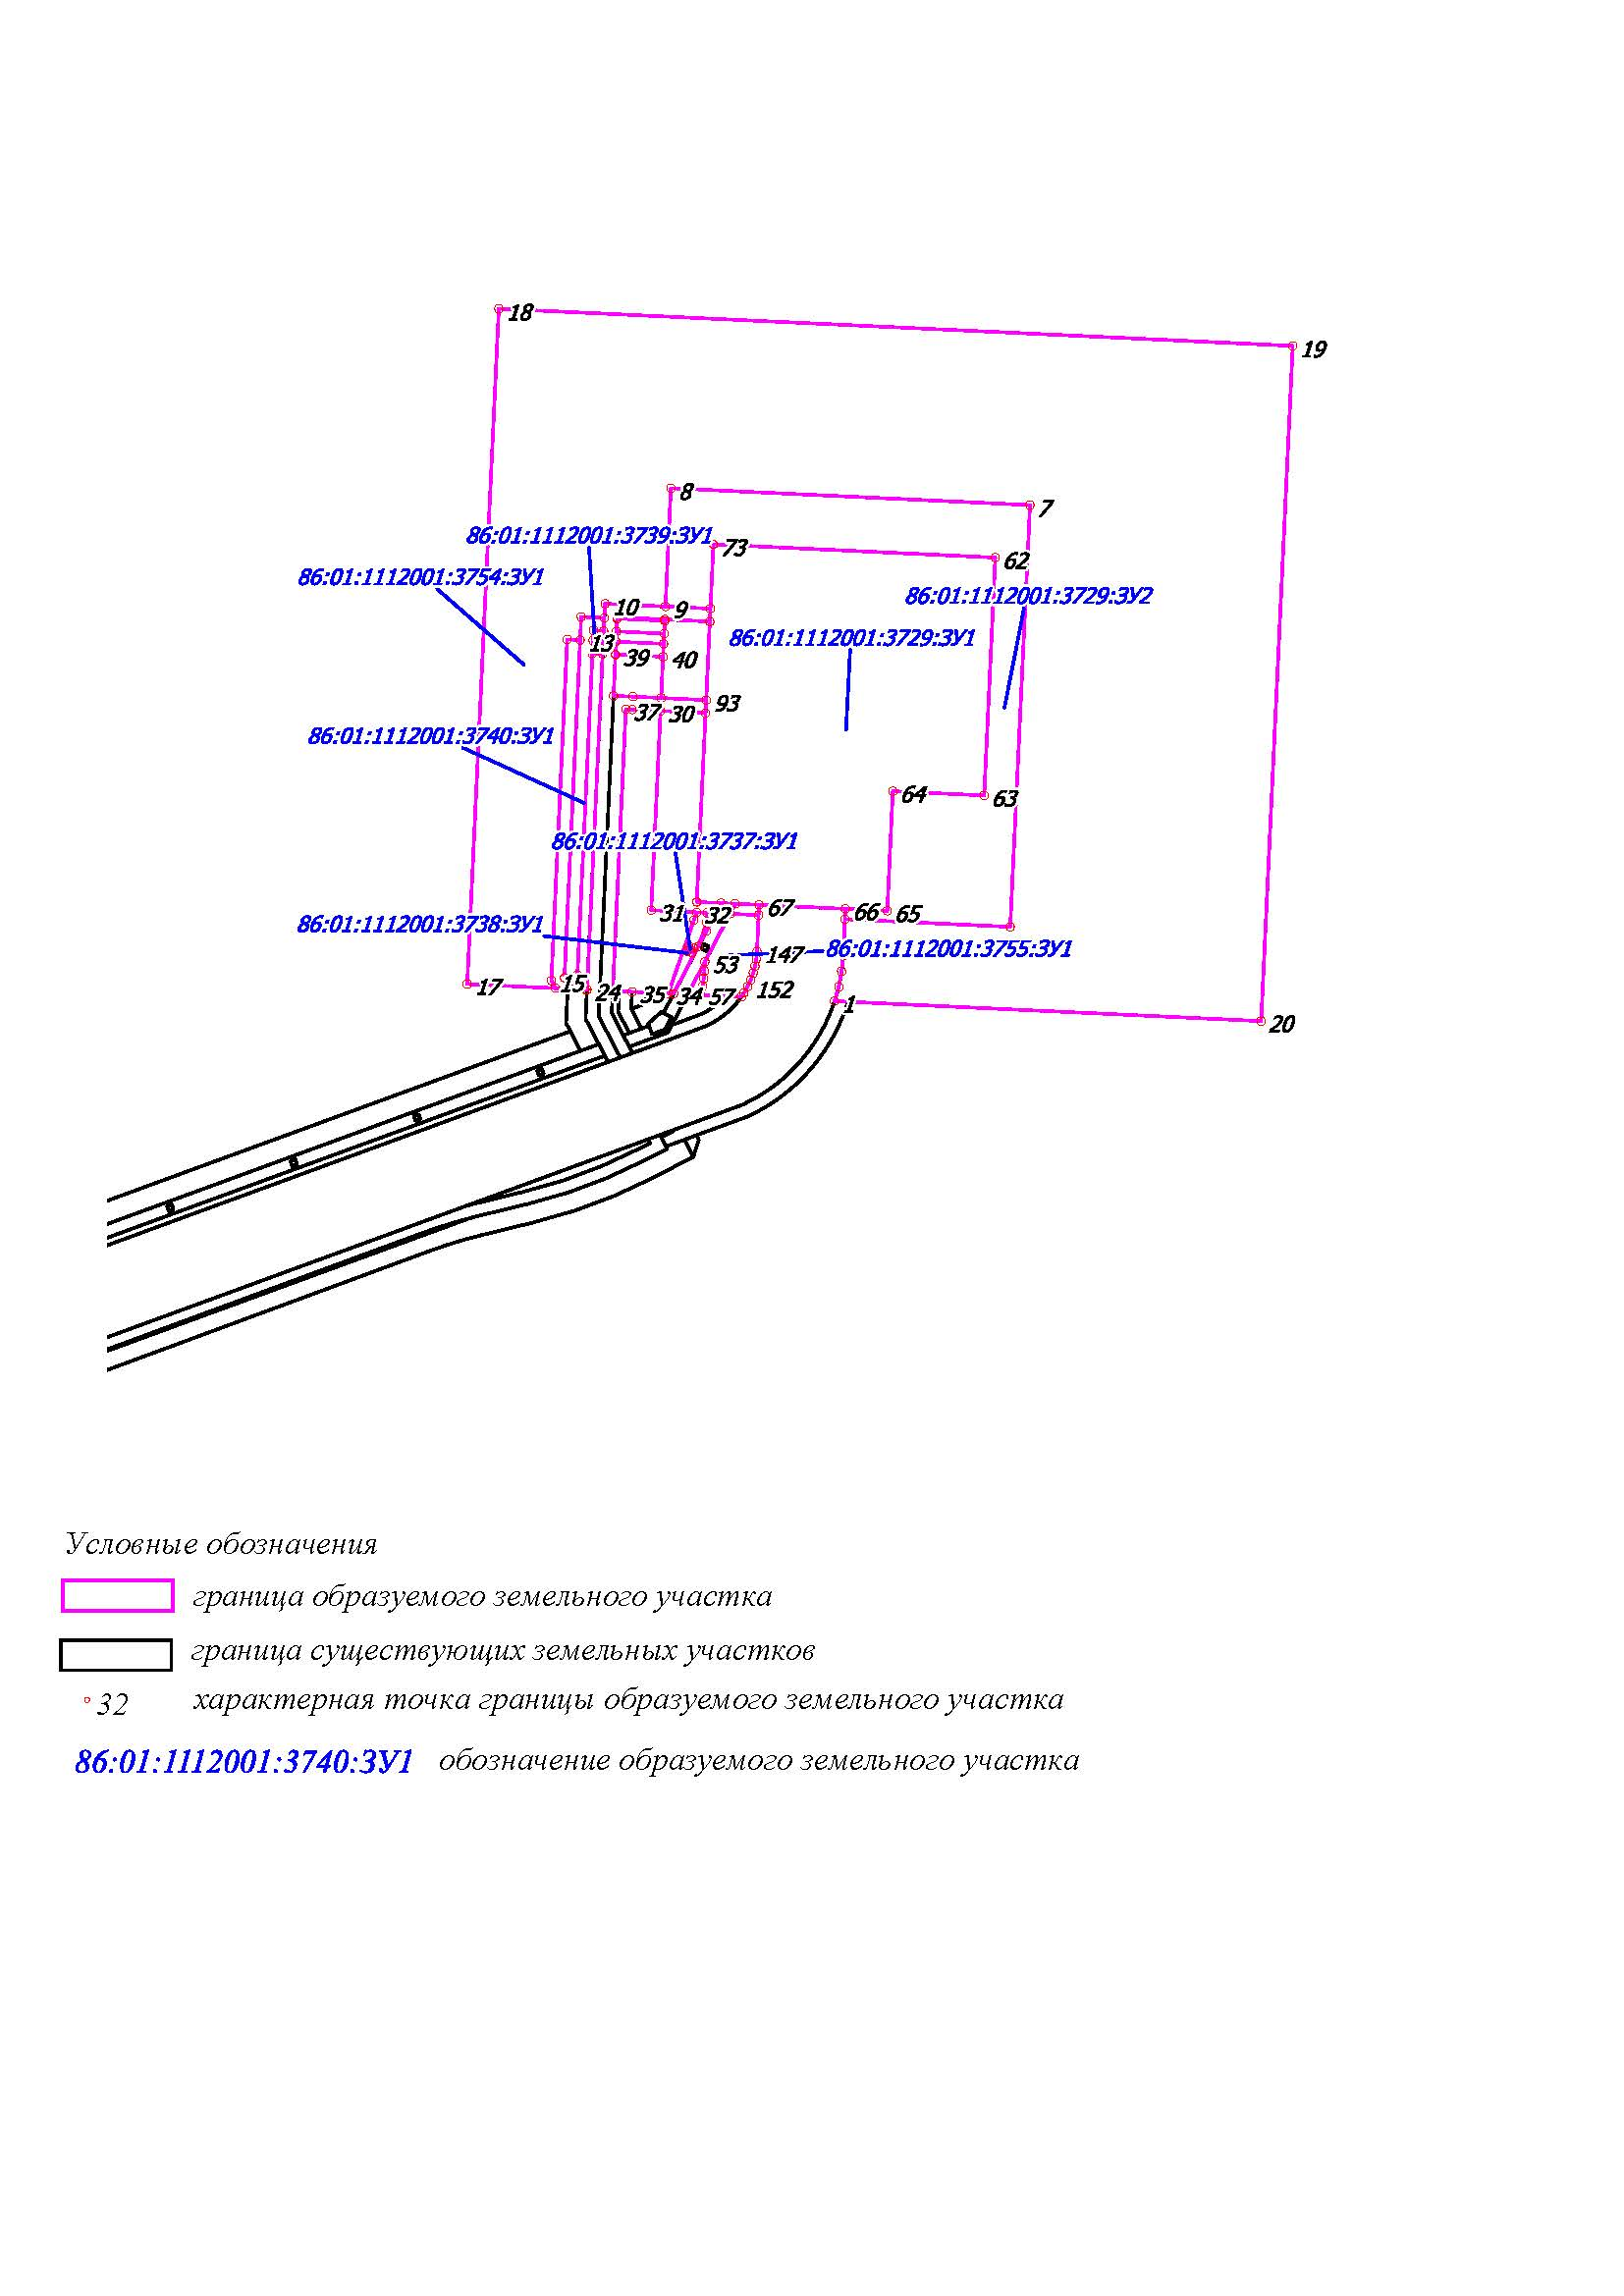 18
19
8
7
86:01:1112001:3739:ЗУ1
73
62
86:01:1112001:3754:ЗУ1
86:01:1112001:3729:ЗУ2
10
9
86:01:1112001:3729:ЗУ1
13
39
40
93
37
30
86:01:1112001:3740:ЗУ1
64
63
86:01:1112001:3737:ЗУ1
31
32
67
66
65
86:01:1112001:3738:ЗУ1
147
86:01:1112001:3755:ЗУ1
53
17
15
24
35
34
57
152
1
20
Условные обозначения
граница образуемого земельного участка
граница существующих земельных участков
32 характерная точка границы образуемого земельного участка
86:01:1112001:3740:ЗУ1 обозначение образуемого земельного участка